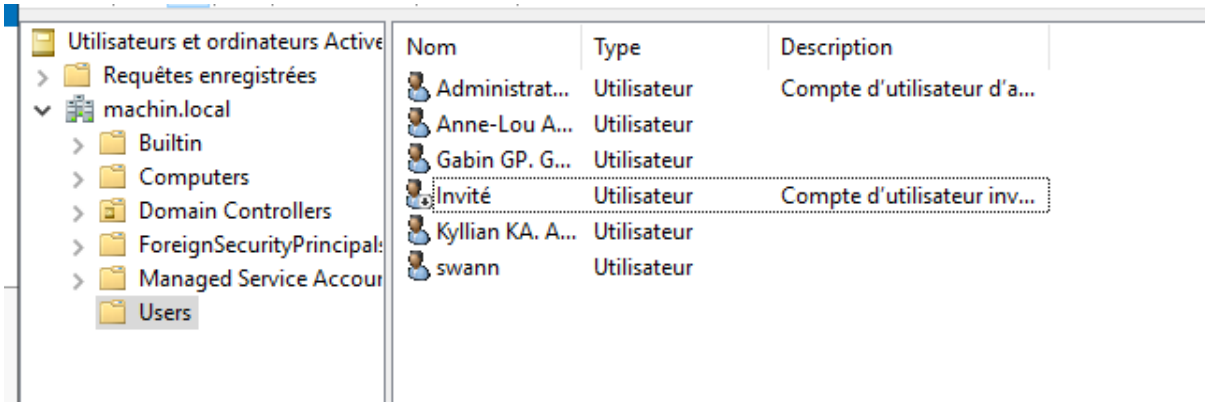 Utilisateurs et ordinateurs Active
Requêtes enregistrées
machin.local
Builtin
Computers
Domain Controllers
ForeignSecurityPrincipal
Managed Service Accour
Users
Nom Type Description
Administrat... Utilisateur Compte d'utilisateur d'a...
Anne-Lou A... Utilisateur
Gabin GP. G... Utilisateur
Invité Utilisateur Compte d'utilisateur inv...
Kyllian KA. A... Utilisateur
swann Utilisateur